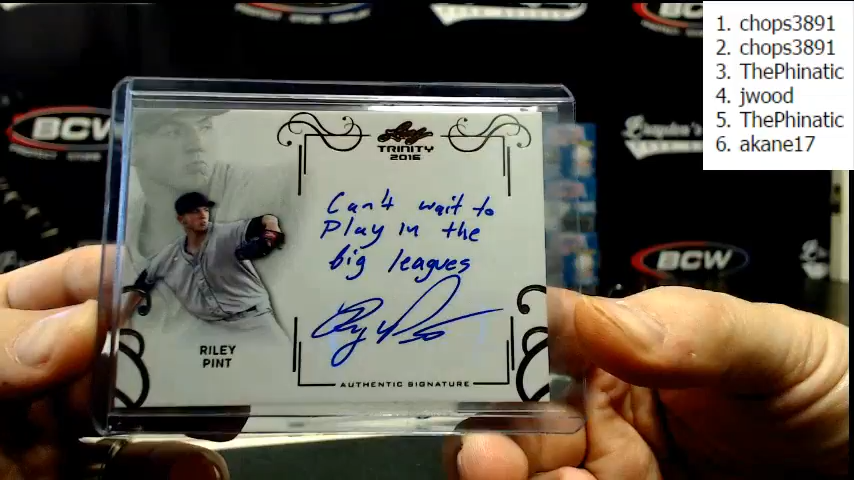 1. chops3891
2. chops3891
3. ThePhinatic
4. jwood
5. ThePhinatic
6. akane17
BCW
BCW
Leaf
TRINITY
2016
Can't wait to
Play in the
big leagues
RILEY
PINT
AUTHENTIC SIGNATURE